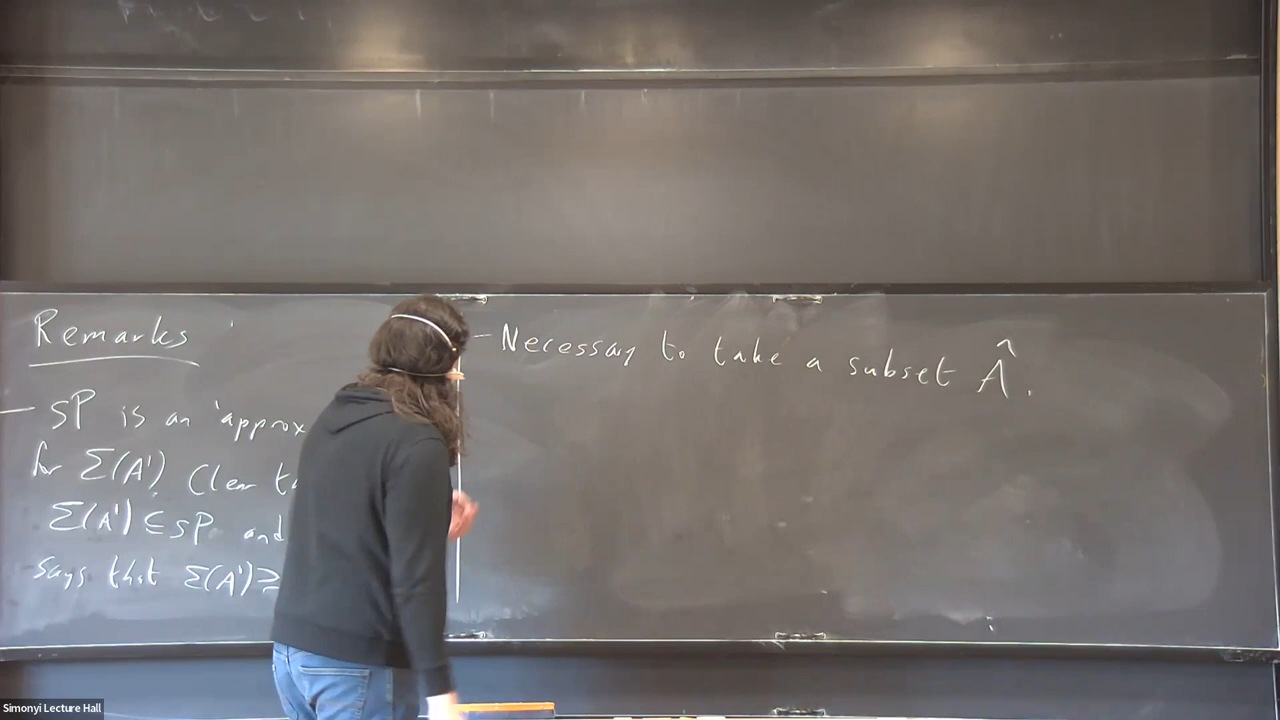 Remarks
- SP is an 'approx
for Σ(A') Clear
Σ(A') ⊆ SP and
says that Σ(A') ⊇
- Necessary to take a subset Â.
Simonyi Lecture Hall